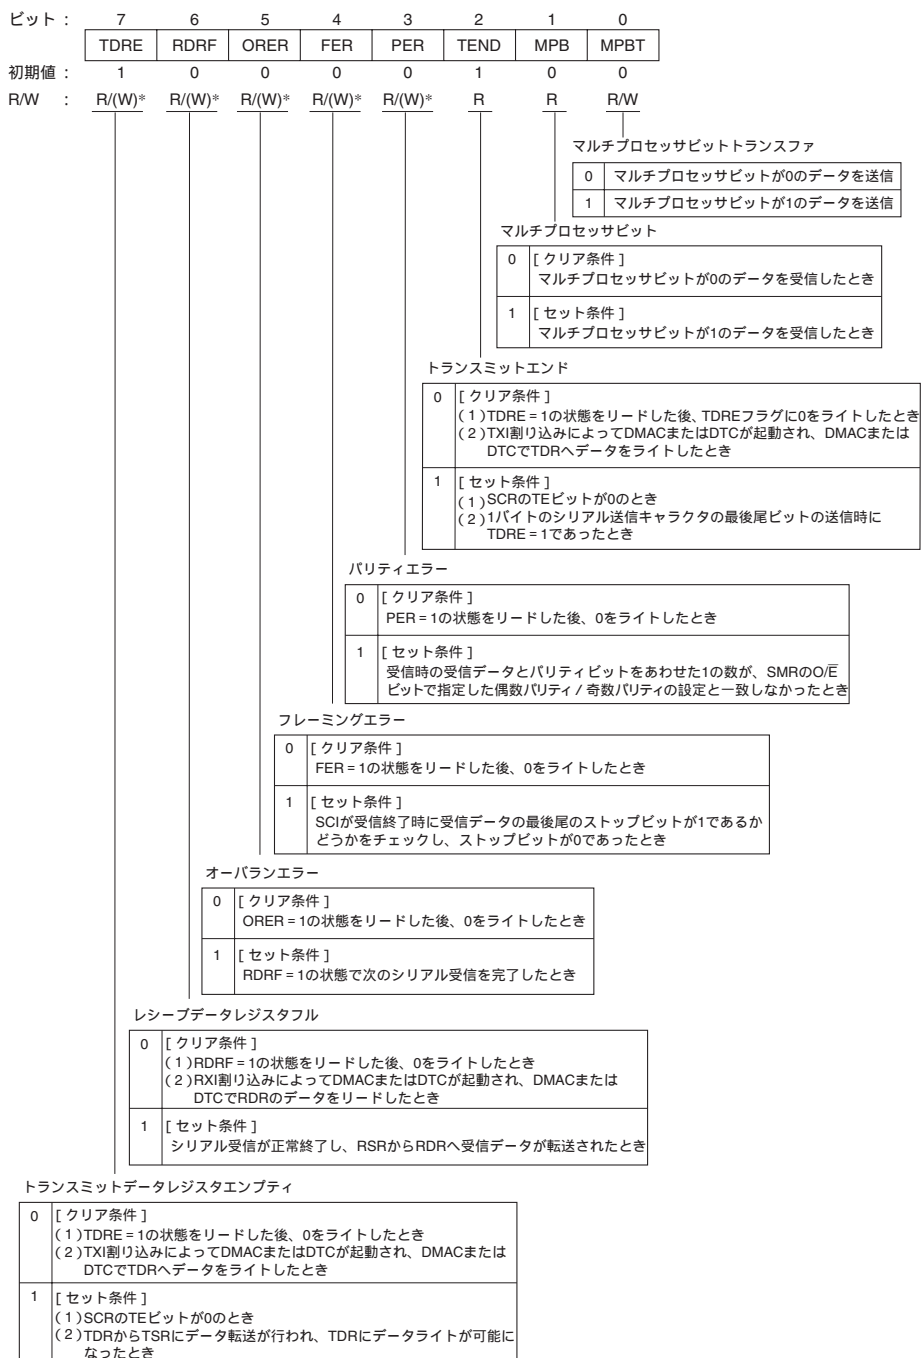 ビット : 7 6 5 4 3 2 1 0
TDRE RDRF ORER FER PER TEND MPB MPBT
初期値 : 1 0 0 0 0 1 0 0
R/W : R/(W)* R/(W)* R/(W)* R/(W)* R/(W)* R R R/W
マルチプロセッサビットトランスファ
0 マルチプロセッサビットが0のデータを送信
1 マルチプロセッサビットが1のデータを送信
マルチプロセッサビット
0 [ クリア条件 ]
マルチプロセッサビットが0のデータを受信したとき
1 [ セット条件 ]
マルチプロセッサビットが1のデータを受信したとき
トランスミットエンド
0 [ クリア条件 ]
(1)TDRE = 1の状態をリードした後、TDREフラグに0をライトしたとき
(2)TXI割り込みによってDMACまたはDTCが起動され、DMACまたは
DTCでTDRへデータをライトしたとき
1 [ セット条件 ]
(1)SCRのTEビットが0のとき
(2)1バイトのシリアル送信キャラクタの最後尾ビットの送信時に
TDRE = 1であったとき
パリティエラー
0 [ クリア条件 ]
PER = 1の状態をリードした後、0をライトしたとき
1 [ セット条件 ]
受信時の受信データとパリティビットをあわせた1の数が、SMRのO/E̅
ビットで指定した偶数パリティ / 奇数パリティの設定と一致しなかったとき
フレーミングエラー
0 [ クリア条件 ]
FER = 1の状態をリードした後、0をライトしたとき
1 [ セット条件 ]
SCIが受信終了時に受信データの最後尾のストップビットが1であるか
どうかをチェックし、ストップビットが0であったとき
オーバランエラー
0 [ クリア条件 ]
ORER = 1の状態をリードした後、0をライトしたとき
1 [ セット条件 ]
RDRF = 1の状態で次のシリアル受信を完了したとき
レシーブデータレジスタフル
0 [ クリア条件 ]
(1)RDRF = 1の状態をリードした後、0をライトしたとき
(2)RXI割り込みによってDMACまたはDTCが起動され、DMACまたは
DTCでRDRのデータをリードしたとき
1 [ セット条件 ]
シリアル受信が正常終了し、RSRからRDRへ受信データが転送されたとき
トランスミットデータレジスタエンプティ
0 [ クリア条件 ]
(1)TDRE = 1の状態をリードした後、0をライトしたとき
(2)TXI割り込みによってDMACまたはDTCが起動され、DMACまたは
DTCでTDRへデータをライトしたとき
1 [ セット条件 ]
(1)SCRのTEビットが0のとき
(2)TDRからTSRにデータ転送が行われ、TDRにデータライトが可能に
なったとき